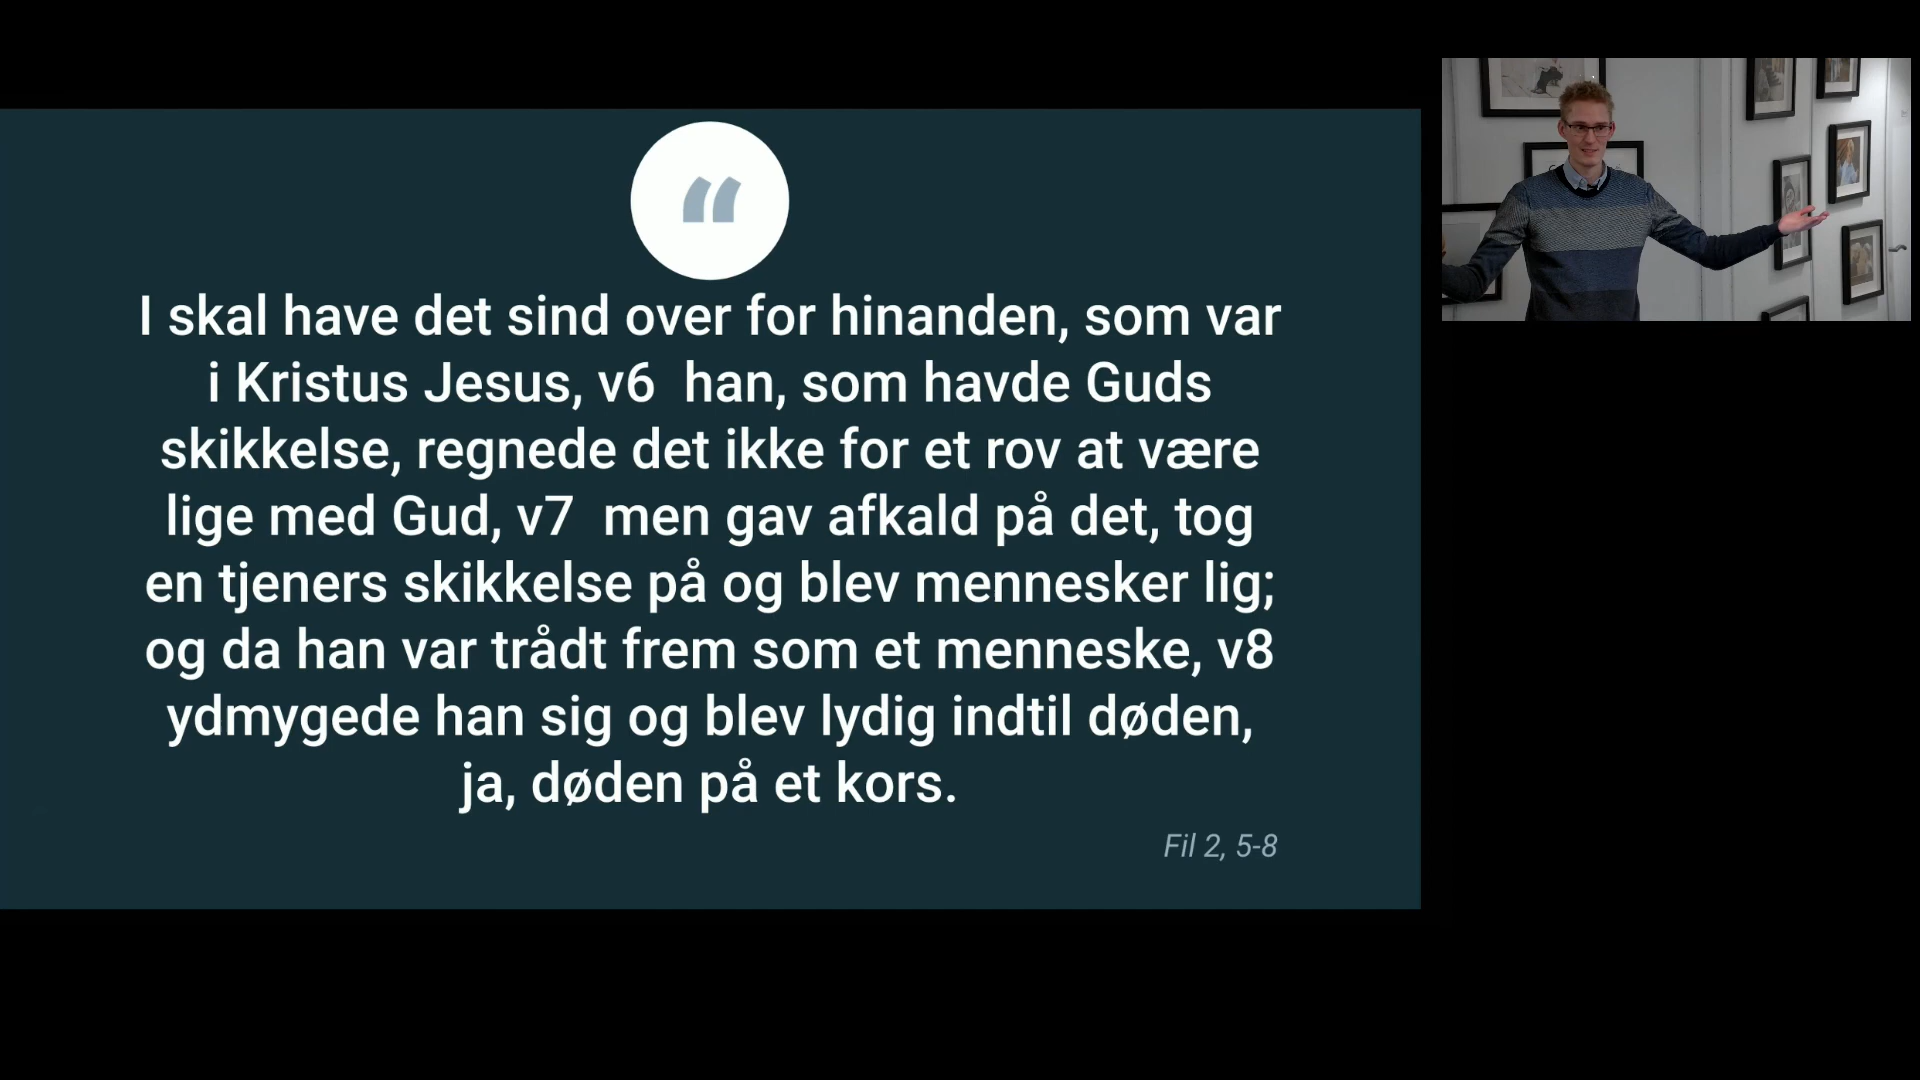 “
I skal have det sind over for hinanden, som var
i Kristus Jesus, v6  han, som havde Guds
skikkelse, regnede det ikke for et rov at være
lige med Gud, v7  men gav afkald på det, tog
en tjeners skikkelse på og blev mennesker lig;
og da han var trådt frem som et menneske, v8
ydmygede han sig og blev lydig indtil døden,
ja, døden på et kors.
Fil 2, 5-8